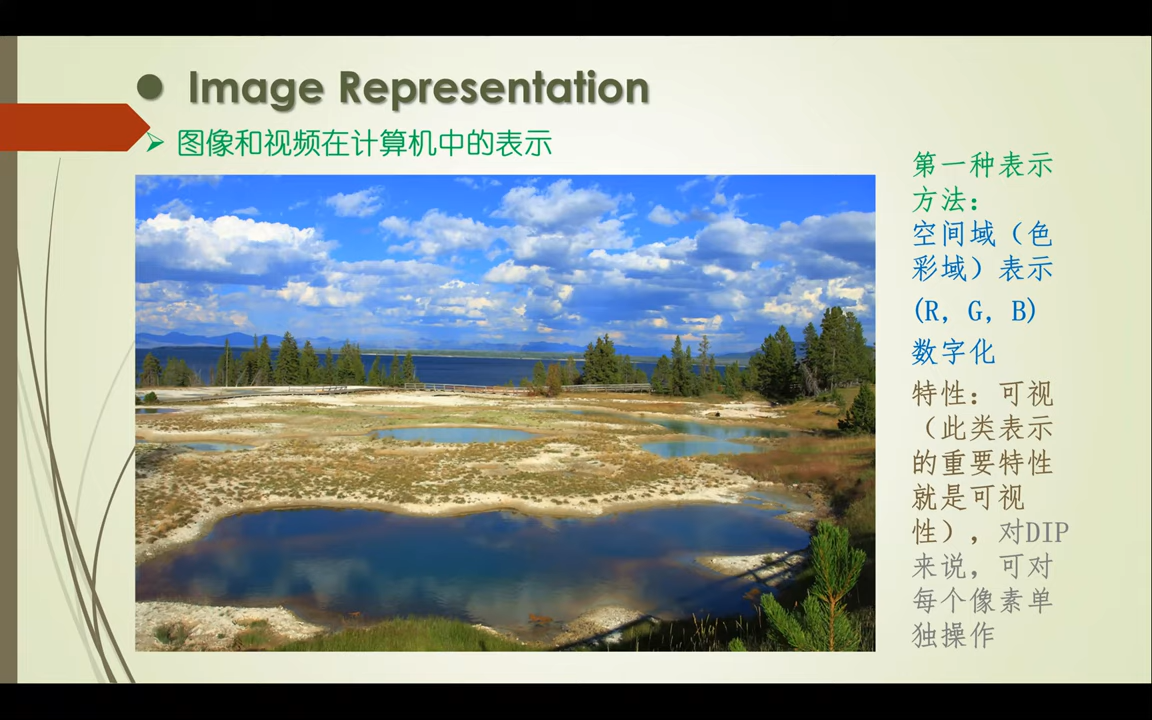 Image Representation
图像和视频在计算机中的表示
第一种表示
方法：
空间域（色
彩域）表示
(R, G, B)
数字化
特性：可视
（此类表示
的重要特性
就是可视
性），对DIP
来说，可对
每个像素单
独操作